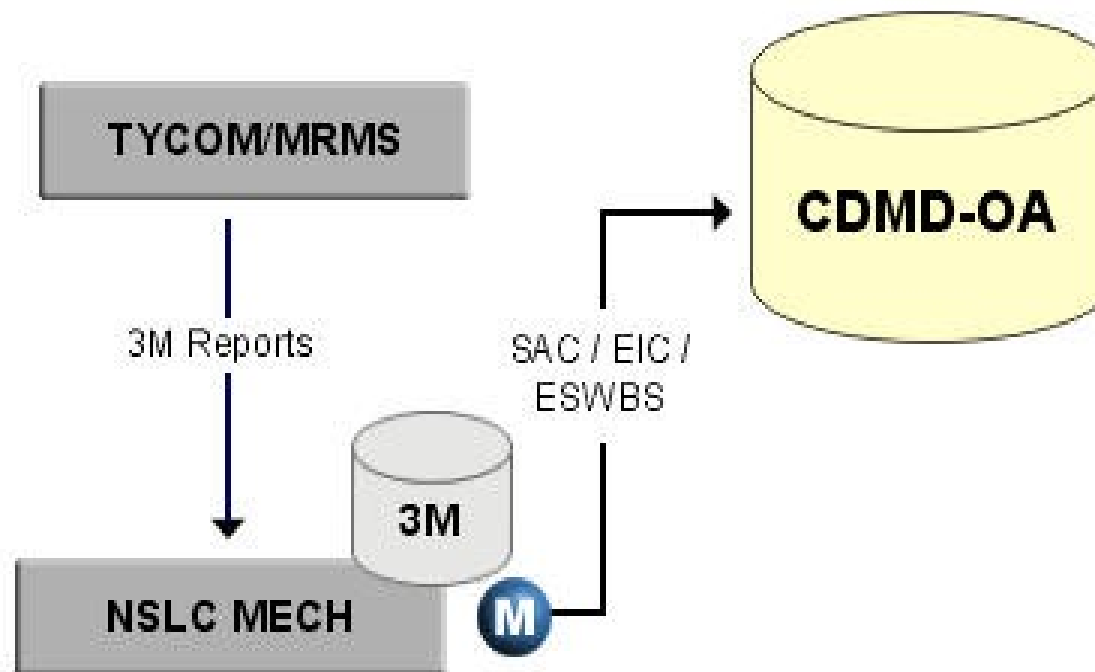 TYCOM/MRMS
3M Reports
3M
NSLC MECH
M
SAC / EIC /
ESWBS
CDMD-OA